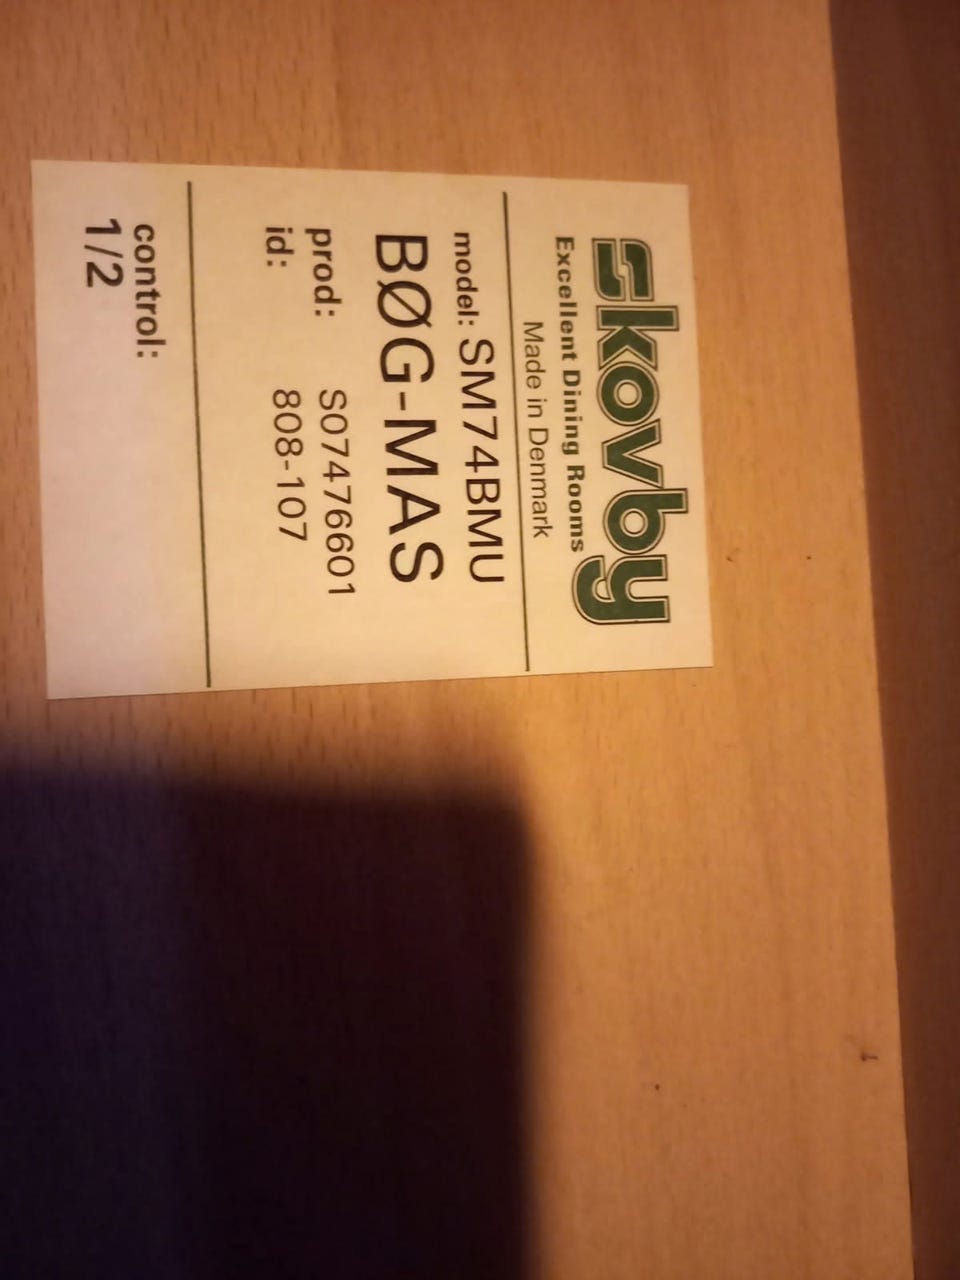 skovby
Excellent Dining Rooms
Made in Denmark
model: SM74BMU
BØG-MAS
prod: S07476601
id: 808-107
control:
1/2